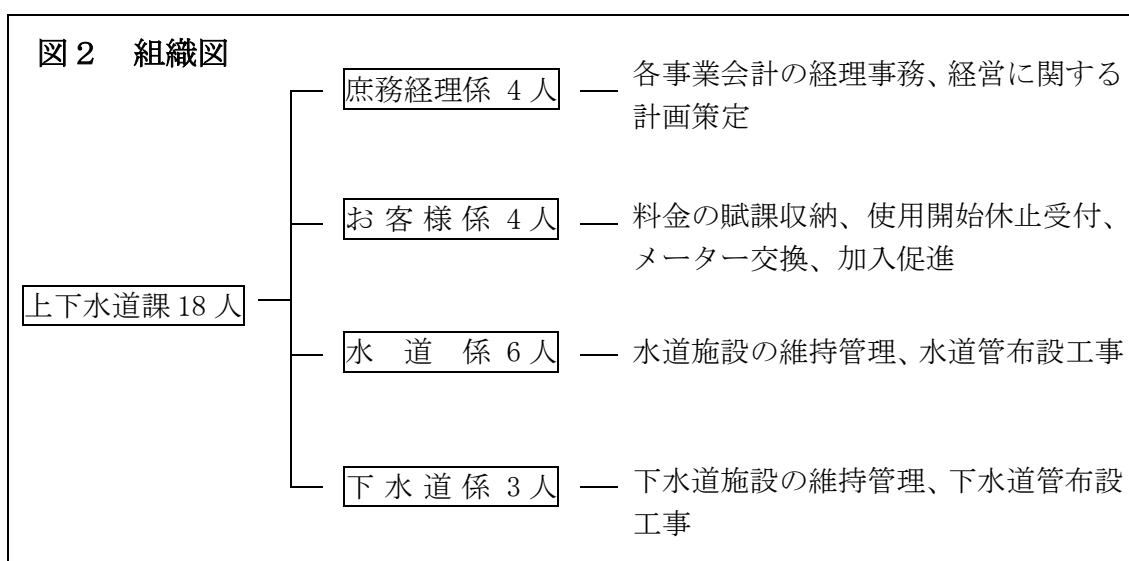 図2 組織図
庶務経理係 4人
各事業会計の経理事務、経営に関する
計画策定
お客様係 4人
料金の賦課収納、使用開始休止受付、
メーター交換、加入促進
上下水道課 18人
水道係 6人
水道施設の維持管理、水道管布設工事
下水道係 3人
下水道施設の維持管理、下水道管布設
工事